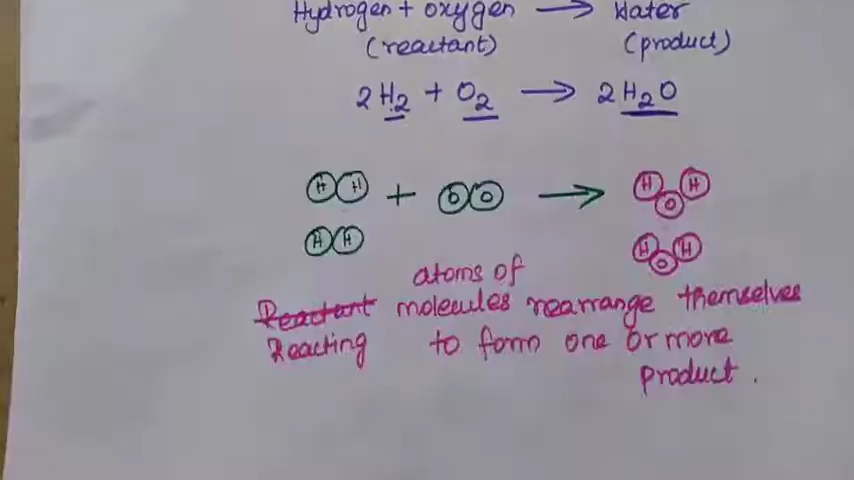 Hydrogen + oxygen → Water
(reactant) (product)
2H₂ + O₂ → 2H₂O
H H + O O → H O H
H H H O H
atoms of
Reactant molecules rearrange themselves
Reacting to form one or more
product.